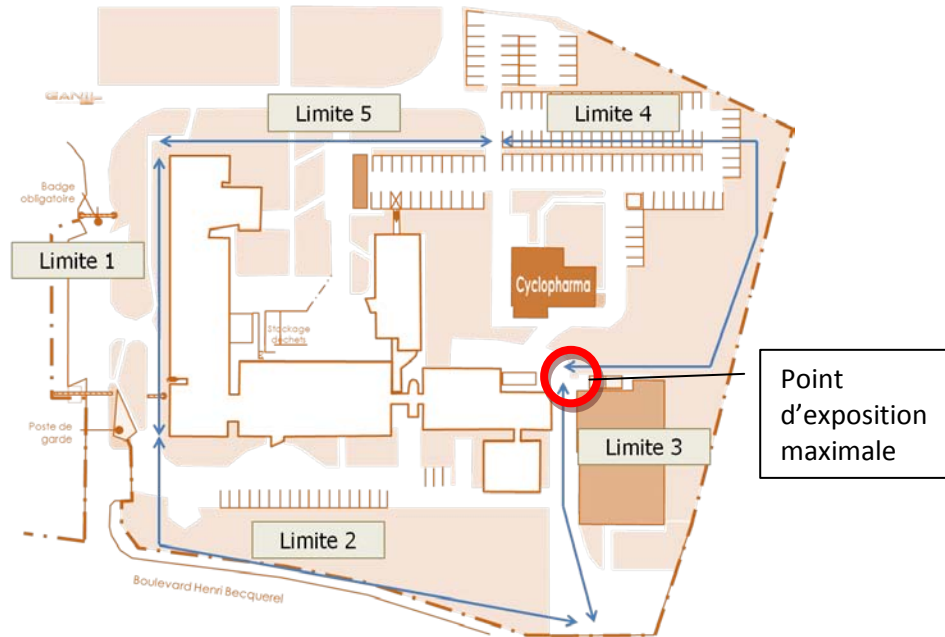 GANIL
Limite 5
Limite 4
Badge
obligatoire
Limite 1
Cyclopharma
Stockage
déchets
Point
d’exposition
maximale
Poste de
garde
Limite 3
Limite 2
Boulevard Henri Becquerel